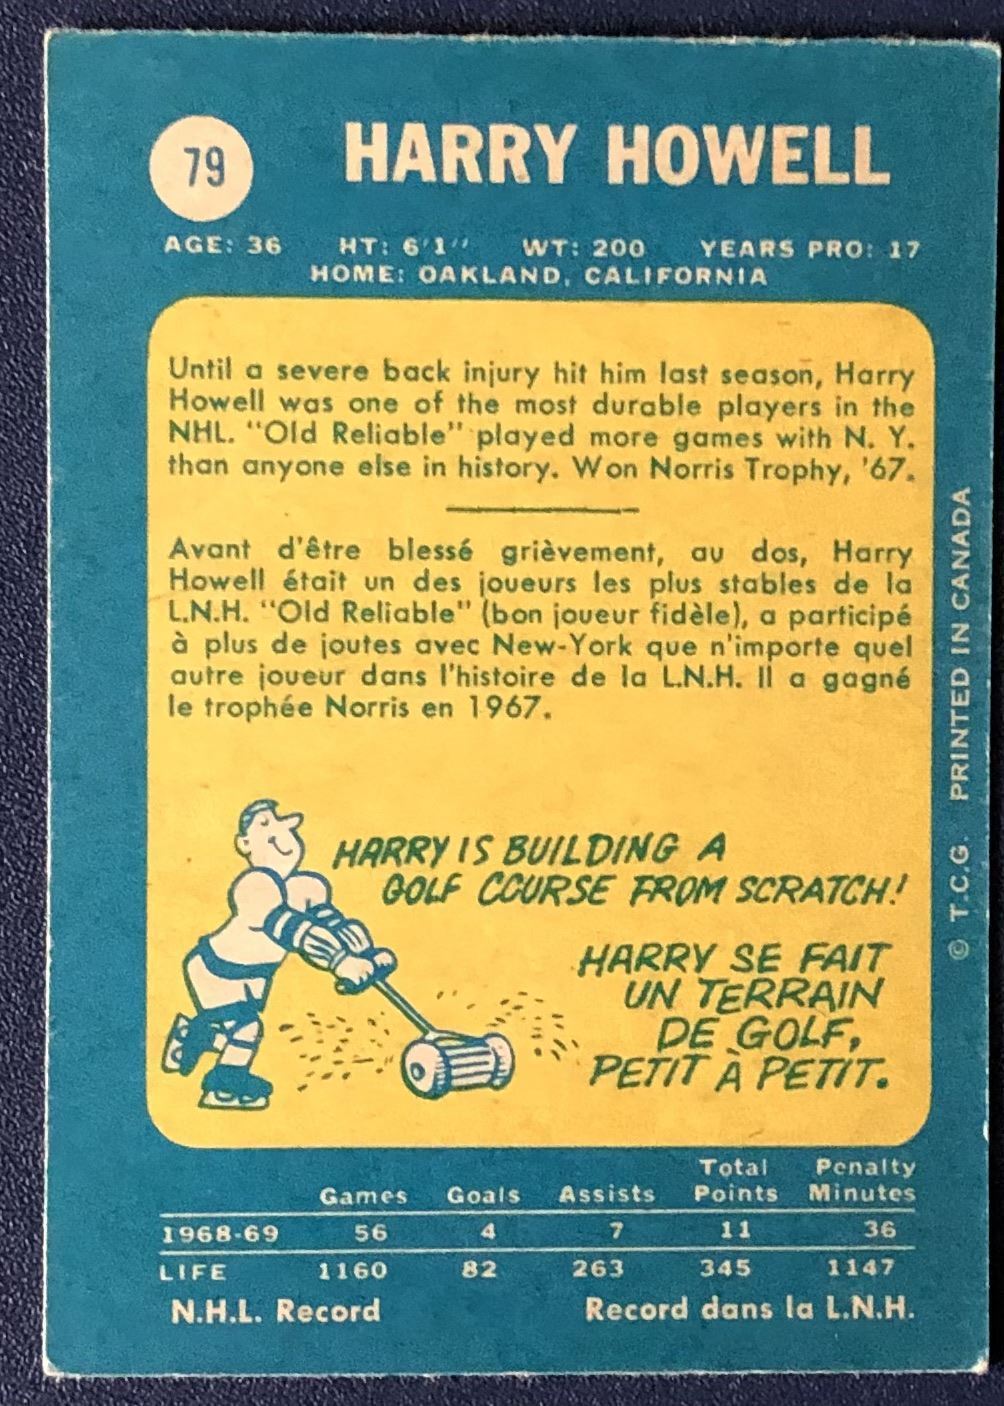 79
HARRY HOWELL
AGE: 36 HT: 6'1" WT: 200 YEARS PRO: 17
HOME: OAKLAND, CALIFORNIA
Until a severe back injury hit him last season, Harry
Howell was one of the most durable players in the
NHL. "Old Reliable" played more games with N. Y.
than anyone else in history. Won Norris Trophy, '67.
Avant d'être blessé grièvement, au dos, Harry
Howell était un des joueurs les plus stables de la
L.N.H. "Old Reliable" (bon joueur fidèle), a participé
à plus de joutes avec New-York que n'importe quel
autre joueur dans l'histoire de la L.N.H. Il a gagné
le trophée Norris en 1967.
HARRY IS BUILDING A
GOLF COURSE FROM SCRATCH!
HARRY SE FAIT
UN TERRAIN
DE GOLF,
PETIT À PETIT.
Games Goals Assists Total Points Penalty Minutes
1968-69 56 4 7 11 36
LIFE 1160 82 263 345 1147
N.H.L. Record Record dans la L.N.H.
© T.C.G. PRINTED IN CANADA